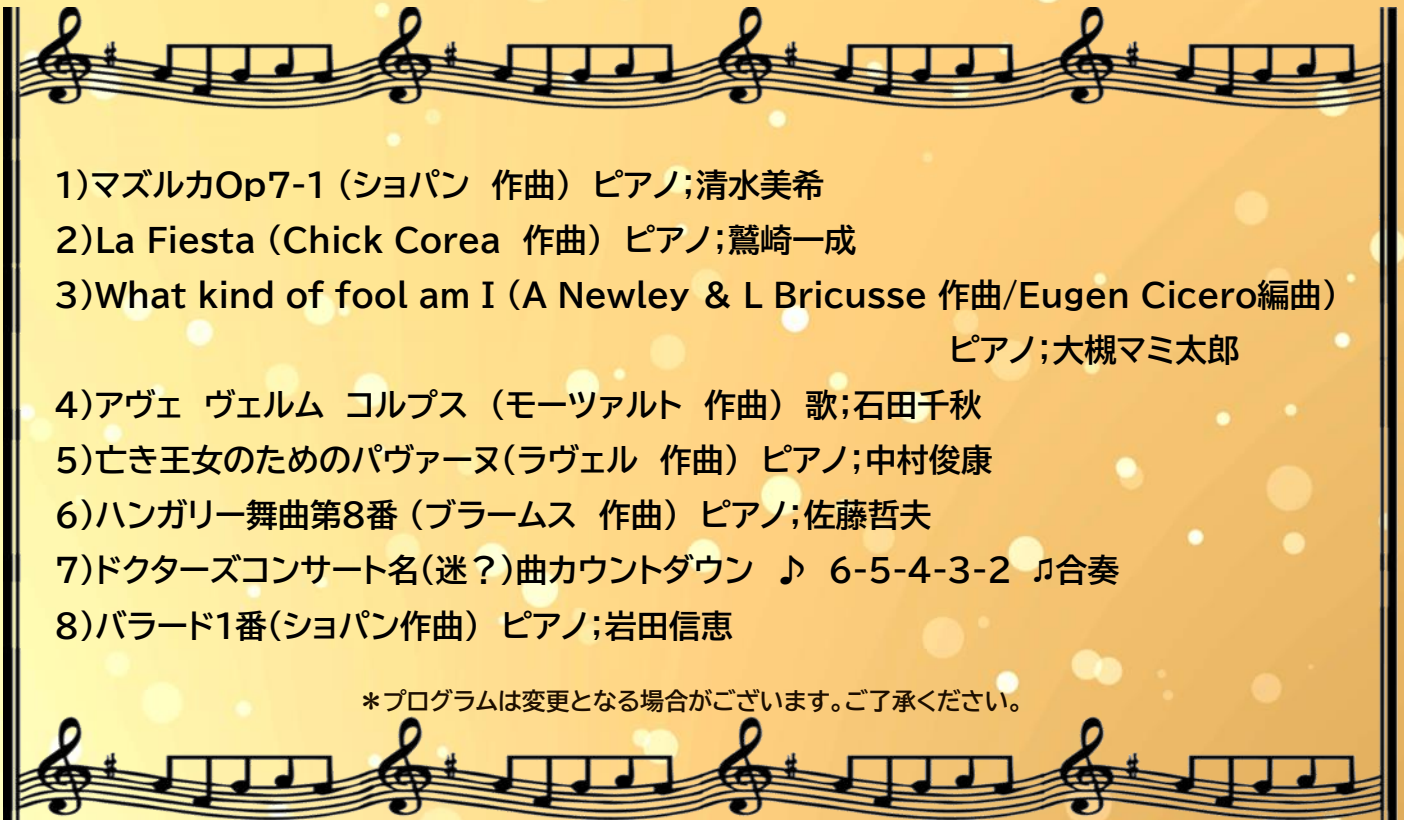 1)マズルカOp7-1 (ショパン 作曲) ピアノ;清水美希
2)La Fiesta (Chick Corea 作曲) ピアノ;鷲崎一成
3)What kind of fool am I (A Newley & L Bricusse 作曲/Eugen Cicero編曲)
ピアノ;大槻マミ太郎
4)アヴェ ヴェルム コルプス (モーツァルト 作曲) 歌;石田千秋
5)亡き王女のためのパヴァーヌ(ラヴェル 作曲) ピアノ;中村俊康
6)ハンガリー舞曲第8番 (ブラームス 作曲) ピアノ;佐藤哲夫
7)ドクターズコンサート名(迷?)曲カウントダウン ♪ 6-5-4-3-2 ♫合奏
8)バラード1番(ショパン作曲) ピアノ;岩田信恵
*プログラムは変更となる場合がございます。ご了承ください。